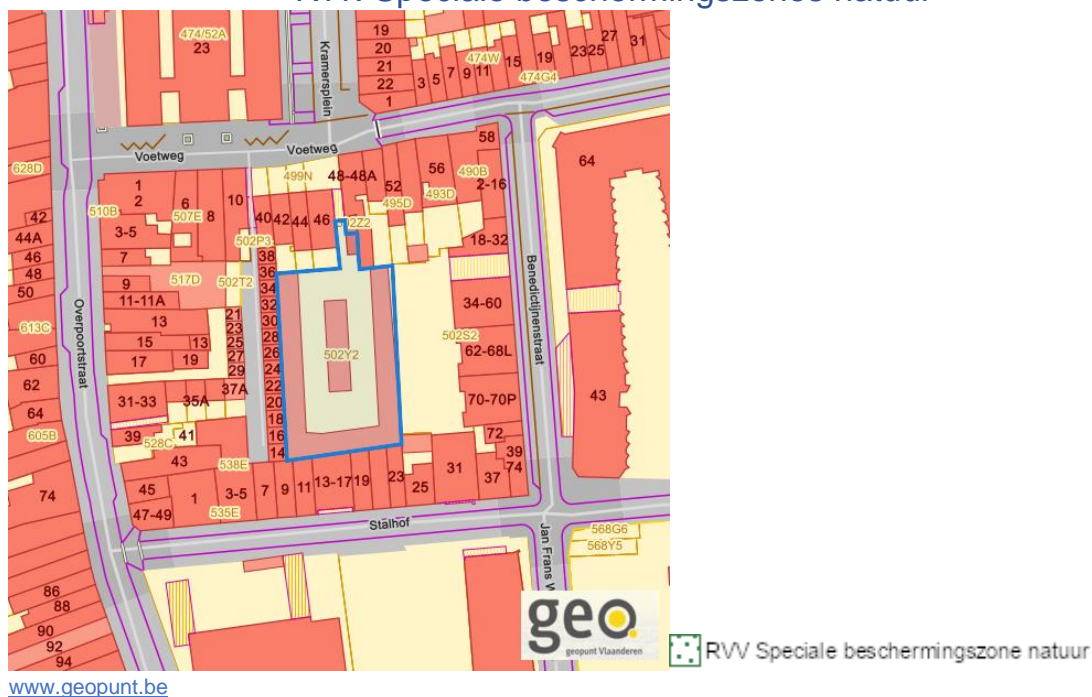 RVV Speciale beschermingszones natuur
474/52A
23
Kramersplein
19
20
21
22
1
3 5 7 9 11 15 19 23 25 27 31
474W
474G4
Voetweg
Voetweg
628D
499N
48-48A
52
56
58
490B
2-16
64
1
2
6
8
10
510B
507E
3-5
7
40 42 44 46
502Z2
495D
493D
42
44A
46
48
50
502P3
38
36
34
32
30
28
26
24
22
20
18
16
14
18-32
517D
502T2
9
11-11A
13
15
13
17
19
21
23
25
27
29
613C
60
62
64
605B
Overpoortstraat
502Y2
502S2
34-60
62-68L
70-70P
Benedictijnenstraat
43
31-33
35A
37A
39
41
528C
43
538E
72
39
74
74
45
47-49
1
3-5
7
9
11
13-17
19
23
25
31
37
535E
Stalhof
Jan Frans W
568G6
568Y5
86
88
90
92
94
geo
geopunt Vlaanderen
RVV Speciale beschermingszone natuur
www.geopunt.be